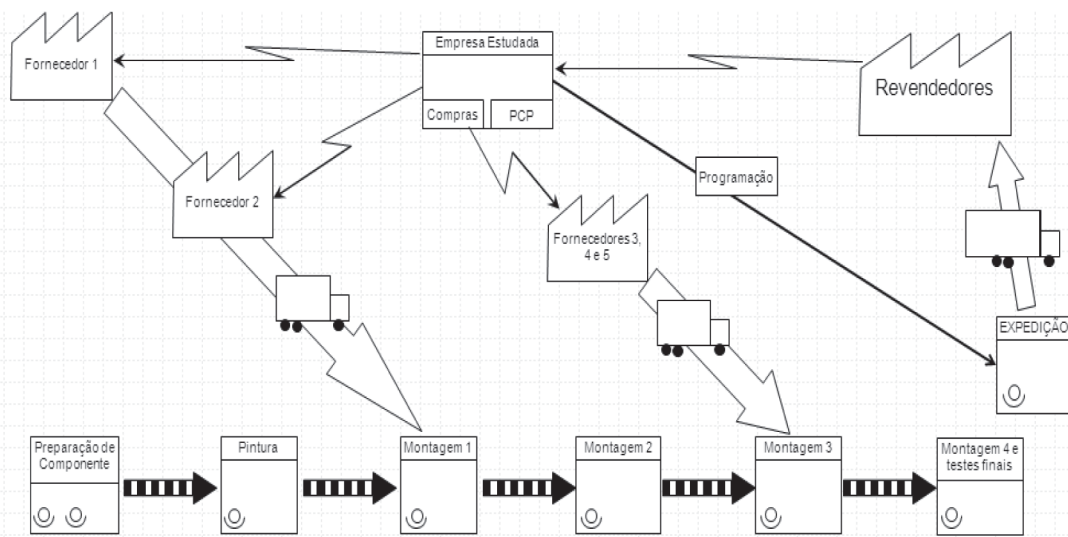 Fornecedor 1
Empresa Estudada
Compras
PCP
Revendedores
Fornecedor 2
Programação
Fornecedores 3,
4 e 5
EXPEDIÇÃO
Preparação de
Componente
Pintura
Montagem 1
Montagem 2
Montagem 3
Montagem 4 e
testes finais